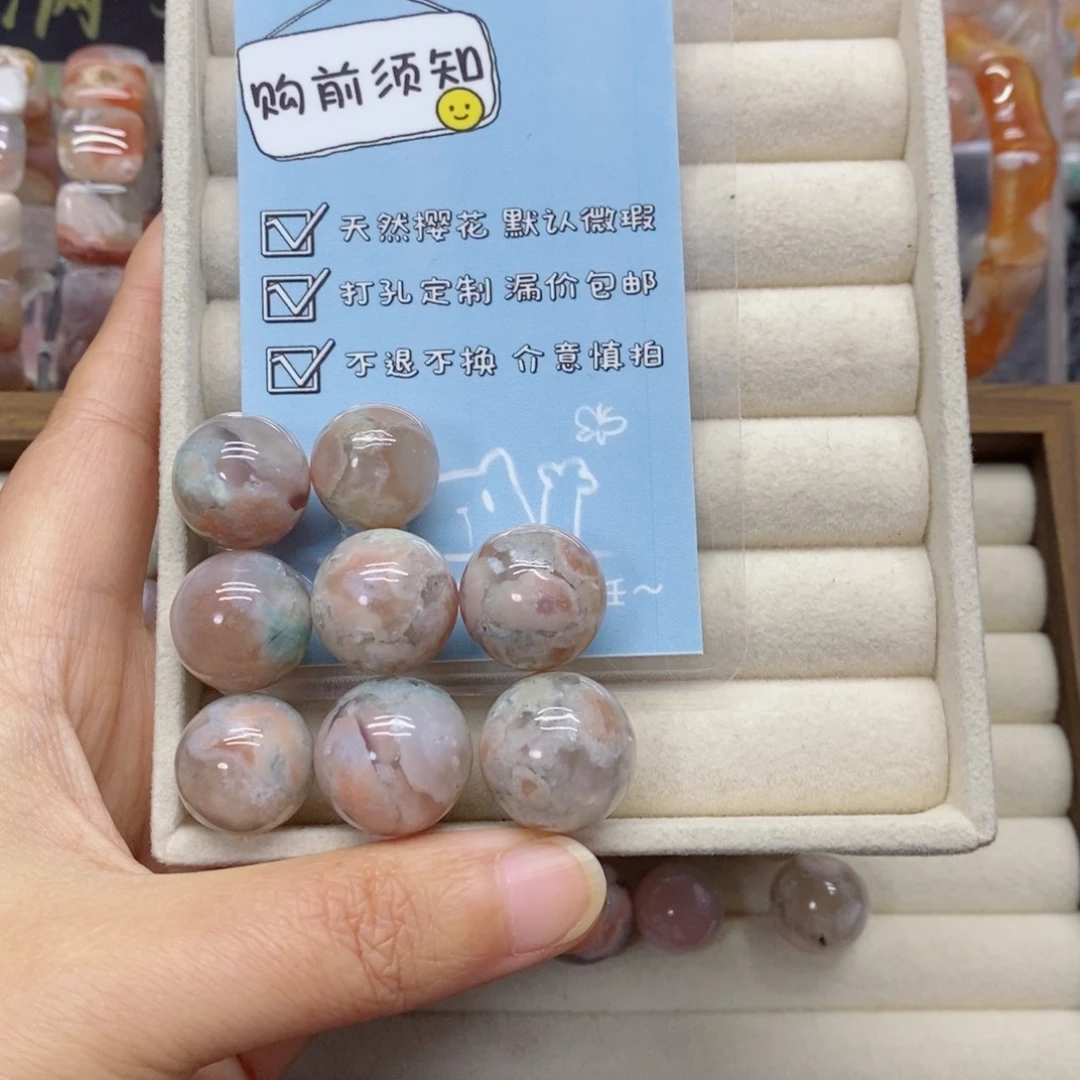 购前须知
天然樱花 默认微瑕
打孔定制 漏价包邮
不退不换 介意慎拍